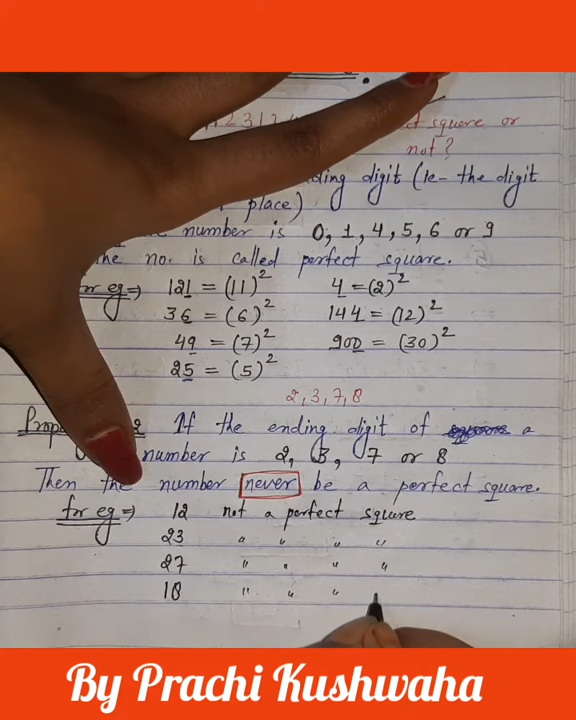 ct square or
not?
ding digit (ie- the digit
place)
number is 0, 1, 4, 5, 6 or 9
the no. is called perfect square.
for eg ⇒ 121 = (11)² 4 = (2)²
36 = (6)² 144 = (12)²
49 = (7)² 900 = (30)²
25 = (5)²
2, 3, 7, 8
2 If the ending digit of a
number is 2, 3, 7 or 8
Then the number never be a perfect square.
for eg ⇒ 12 not a perfect square
23 " " " "
27 " " " "
18 " " "
By Prachi Kushwaha